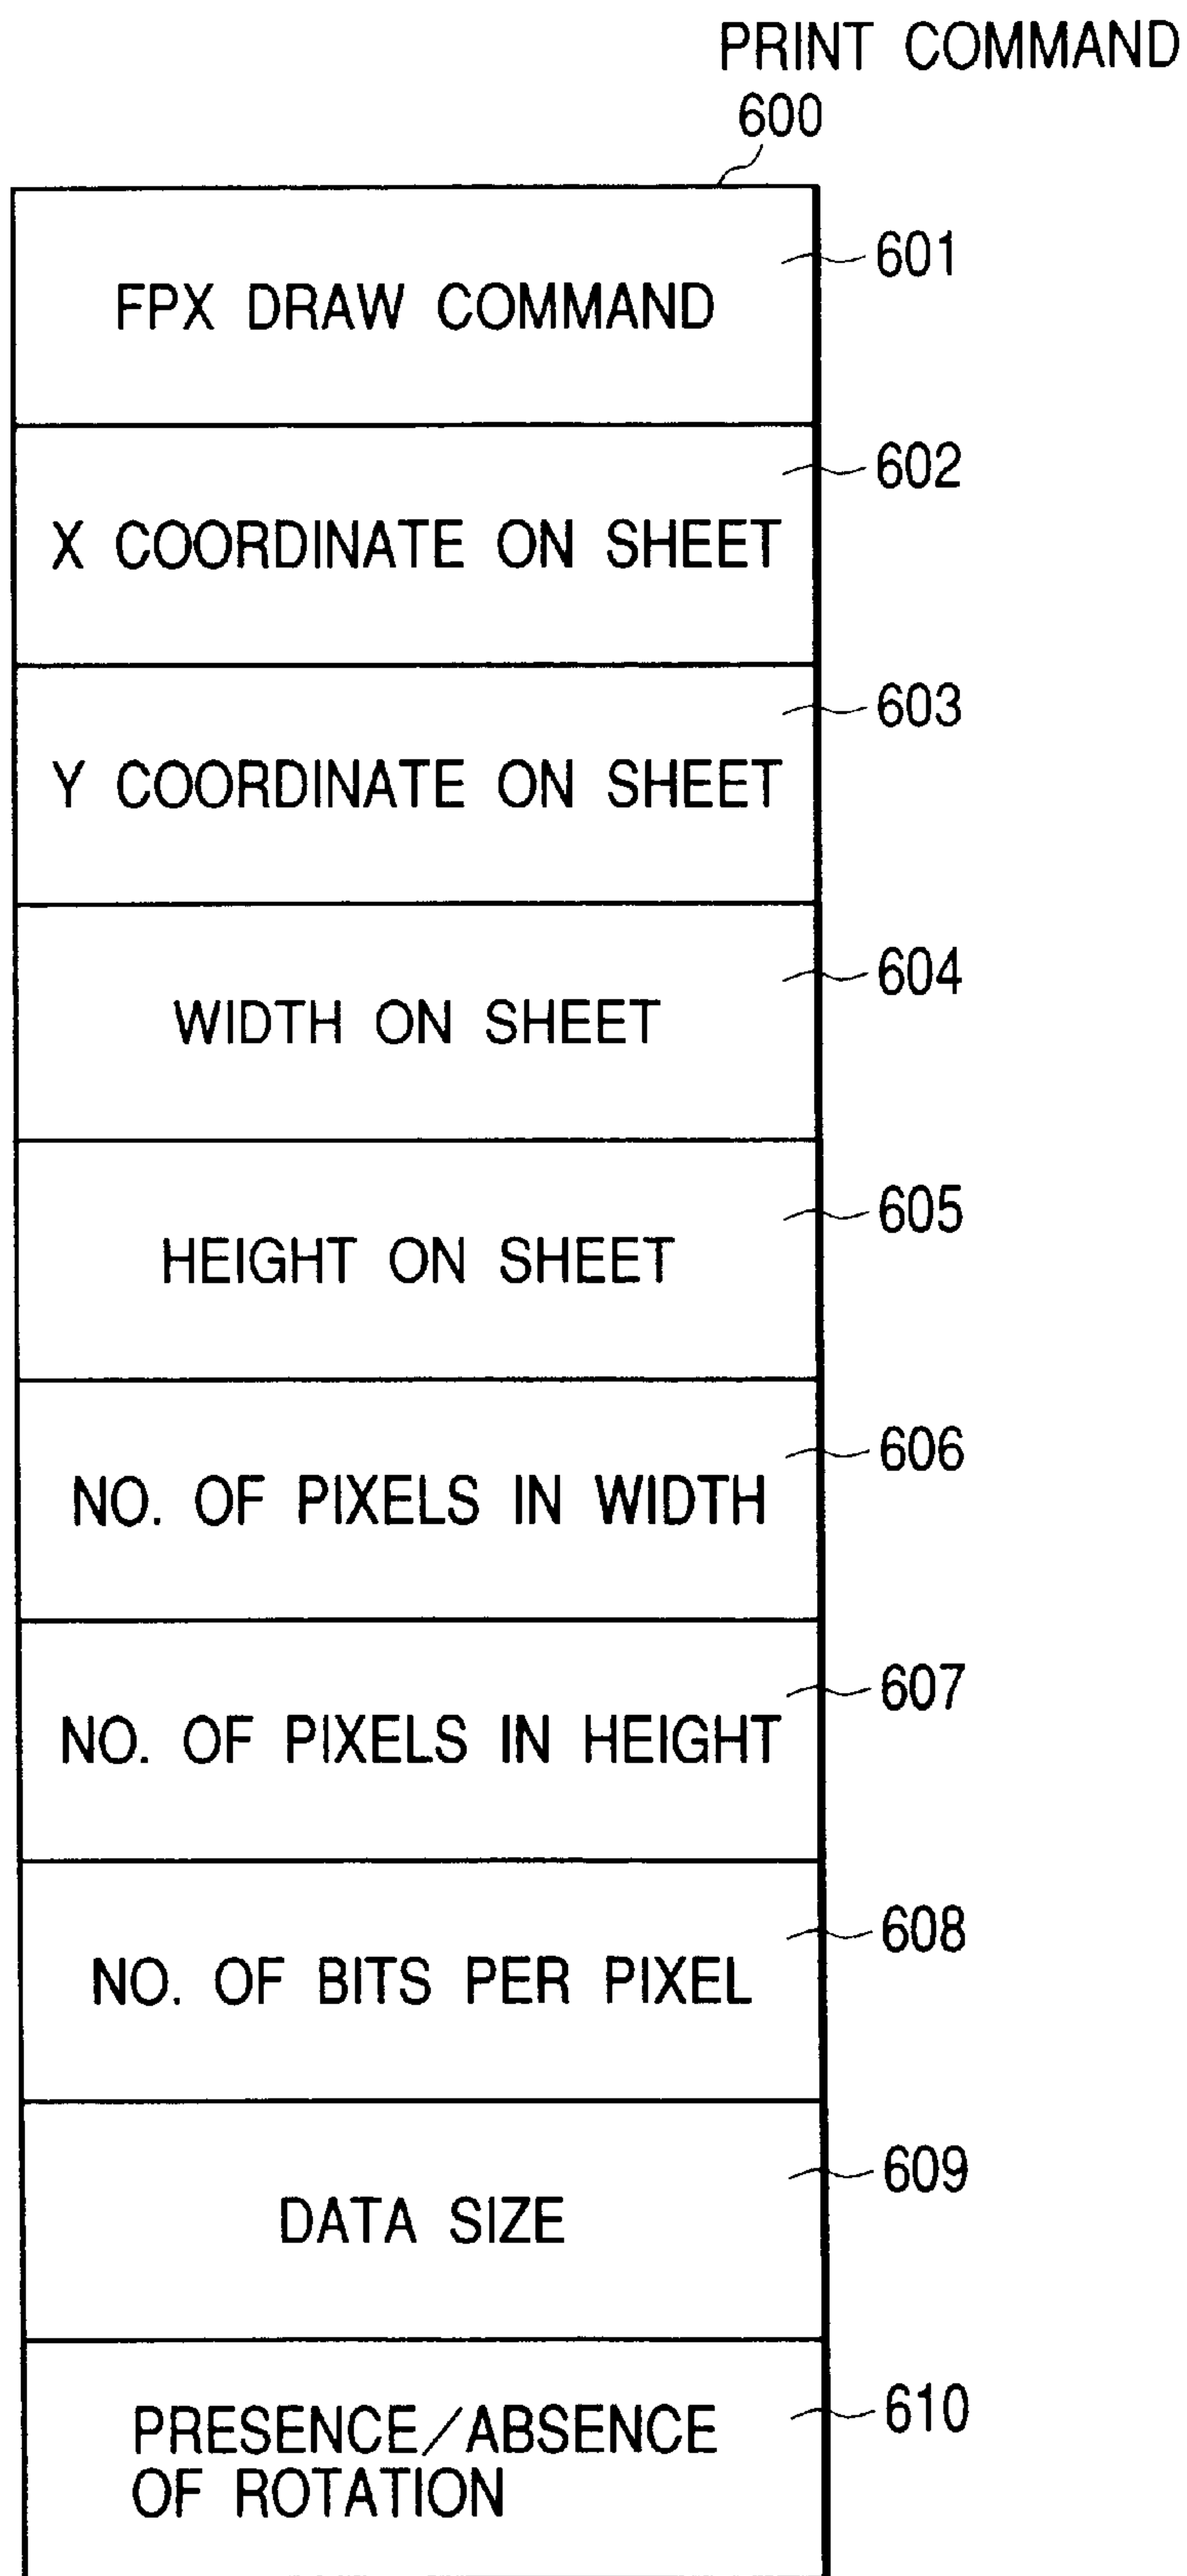 PRINT COMMAND
600
FPX DRAW COMMAND
601
X COORDINATE ON SHEET
602
Y COORDINATE ON SHEET
603
WIDTH ON SHEET
604
HEIGHT ON SHEET
605
NO. OF PIXELS IN WIDTH
606
NO. OF PIXELS IN HEIGHT
607
NO. OF BITS PER PIXEL
608
DATA SIZE
609
PRESENCE/ABSENCE
OF ROTATION
610